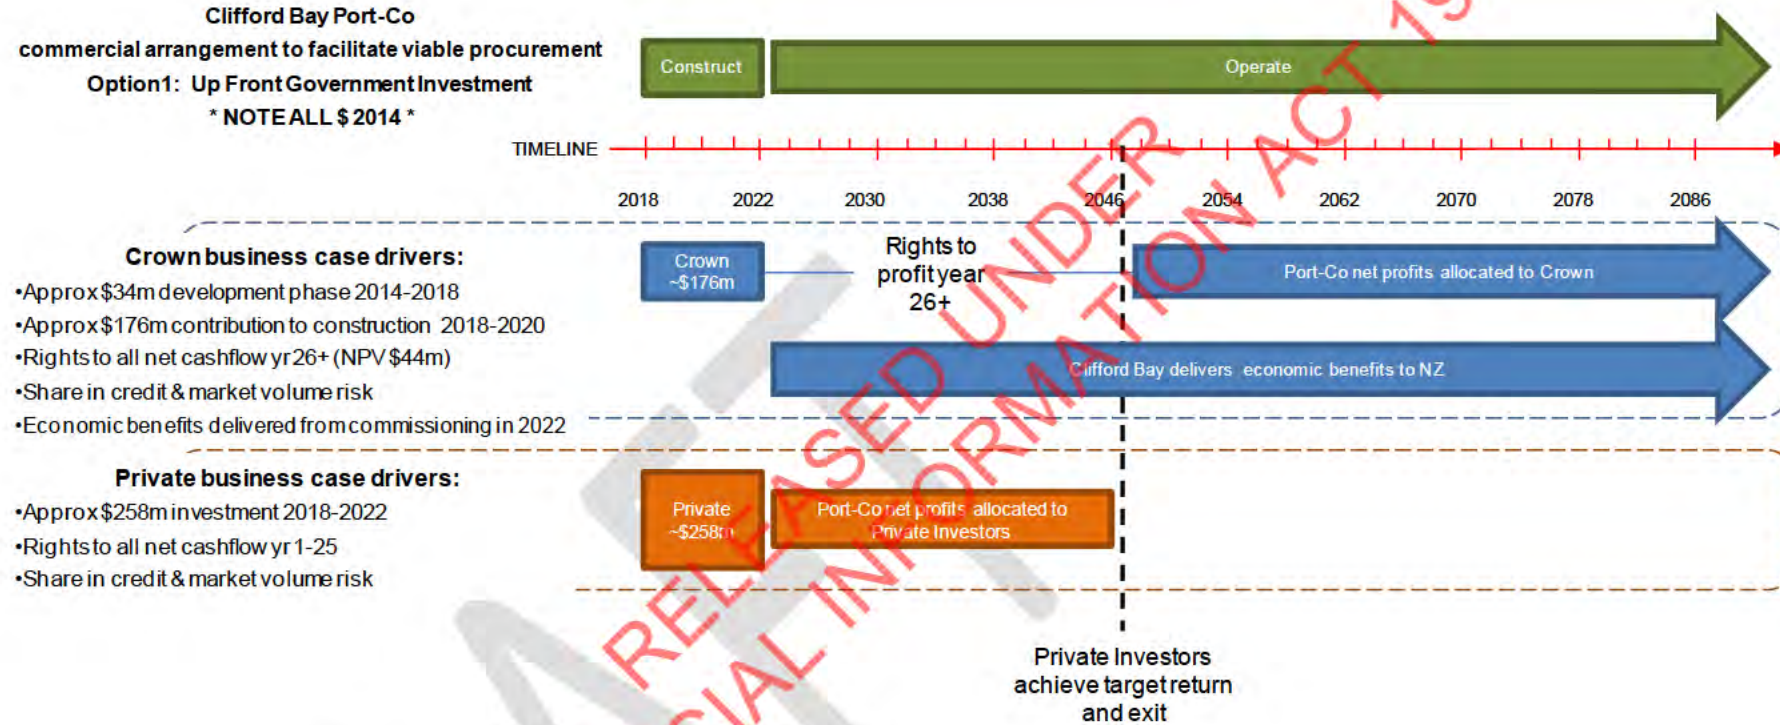 Clifford Bay Port-Co
commercial arrangement to facilitate viable procurement
Option1: Up Front Government Investment
* NOTE ALL $ 2014 *
Construct
Operate
TIMELINE
2018 2022 2030 2038 2046 2054 2062 2070 2078 2086
Crown business case drivers:
•Approx $34m development phase 2014-2018
•Approx $176m contribution to construction 2018-2020
•Rights to all net cashflow yr 26+ (NPV $44m)
•Share in credit & market volume risk
•Economic benefits delivered from commissioning in 2022
Crown
~$176m
Rights to
profit year
26+
Port-Co net profits allocated to Crown
Clifford Bay delivers economic benefits to NZ
Private business case drivers:
•Approx $258m investment 2018-2022
•Rights to all net cashflow yr 1-25
•Share in credit & market volume risk
Private
~$258m
Port-Co net profits allocated to
Private Investors
Private Investors
achieve target return
and exit
RELEASED UNDER
INFORMATION ACT 19